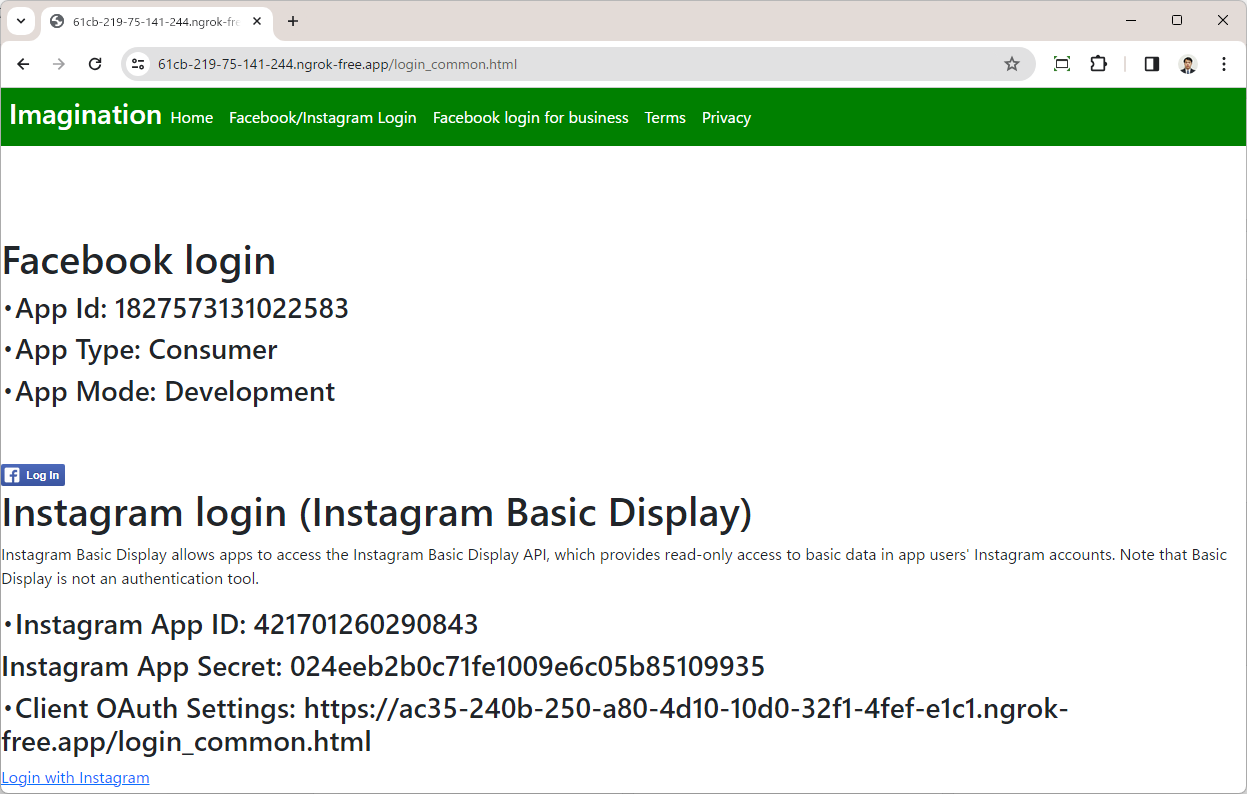 61cb-219-75-141-244.ngrok-fre
61cb-219-75-141-244.ngrok-free.app/login_common.html
Imagination Home Facebook/Instagram Login Facebook login for business Terms Privacy
Facebook login
・App Id: 1827573131022583
・App Type: Consumer
・App Mode: Development
Log In
Instagram login (Instagram Basic Display)
Instagram Basic Display allows apps to access the Instagram Basic Display API, which provides read-only access to basic data in app users' Instagram accounts. Note that Basic
Display is not an authentication tool.
・Instagram App ID: 421701260290843
Instagram App Secret: 024eeb2b0c71fe1009e6c05b85109935
・Client OAuth Settings: https://ac35-240b-250-a80-4d10-10d0-32f1-4fef-e1c1.ngrok-
free.app/login_common.html
Login with Instagram